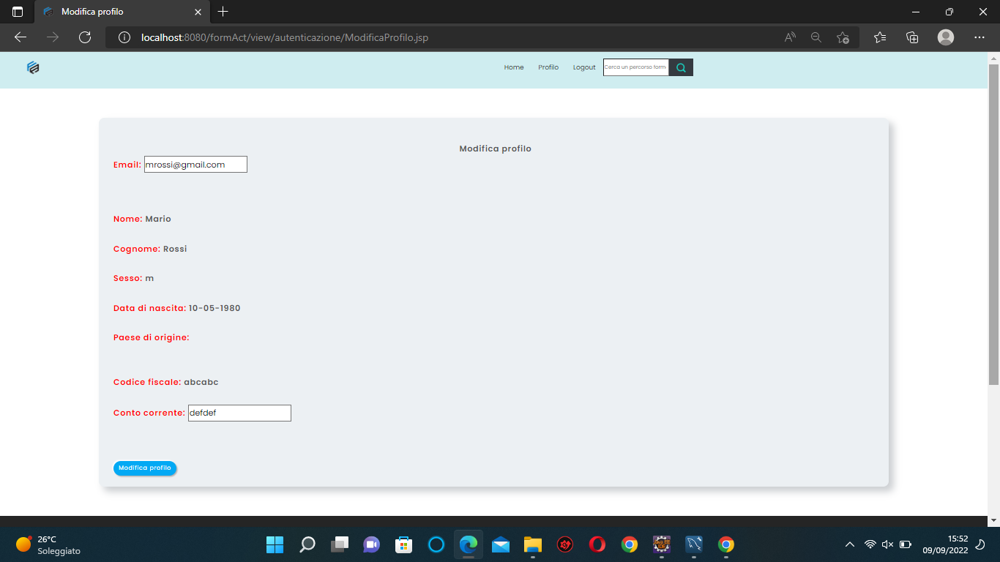 Modifica profilo
localhost:8080/formAct/view/autenticazione/ModificaProfilo.jsp
Home Profilo Logout Cerca un percorso form
Modifica profilo
Email: mrossi@gmail.com
Nome: Mario
Cognome: Rossi
Sesso: m
Data di nascita: 10-05-1980
Paese di origine:
Codice fiscale: abcabc
Conto corrente: defdef
Modifica profilo
26°C
Soleggiato
15:52
09/09/2022